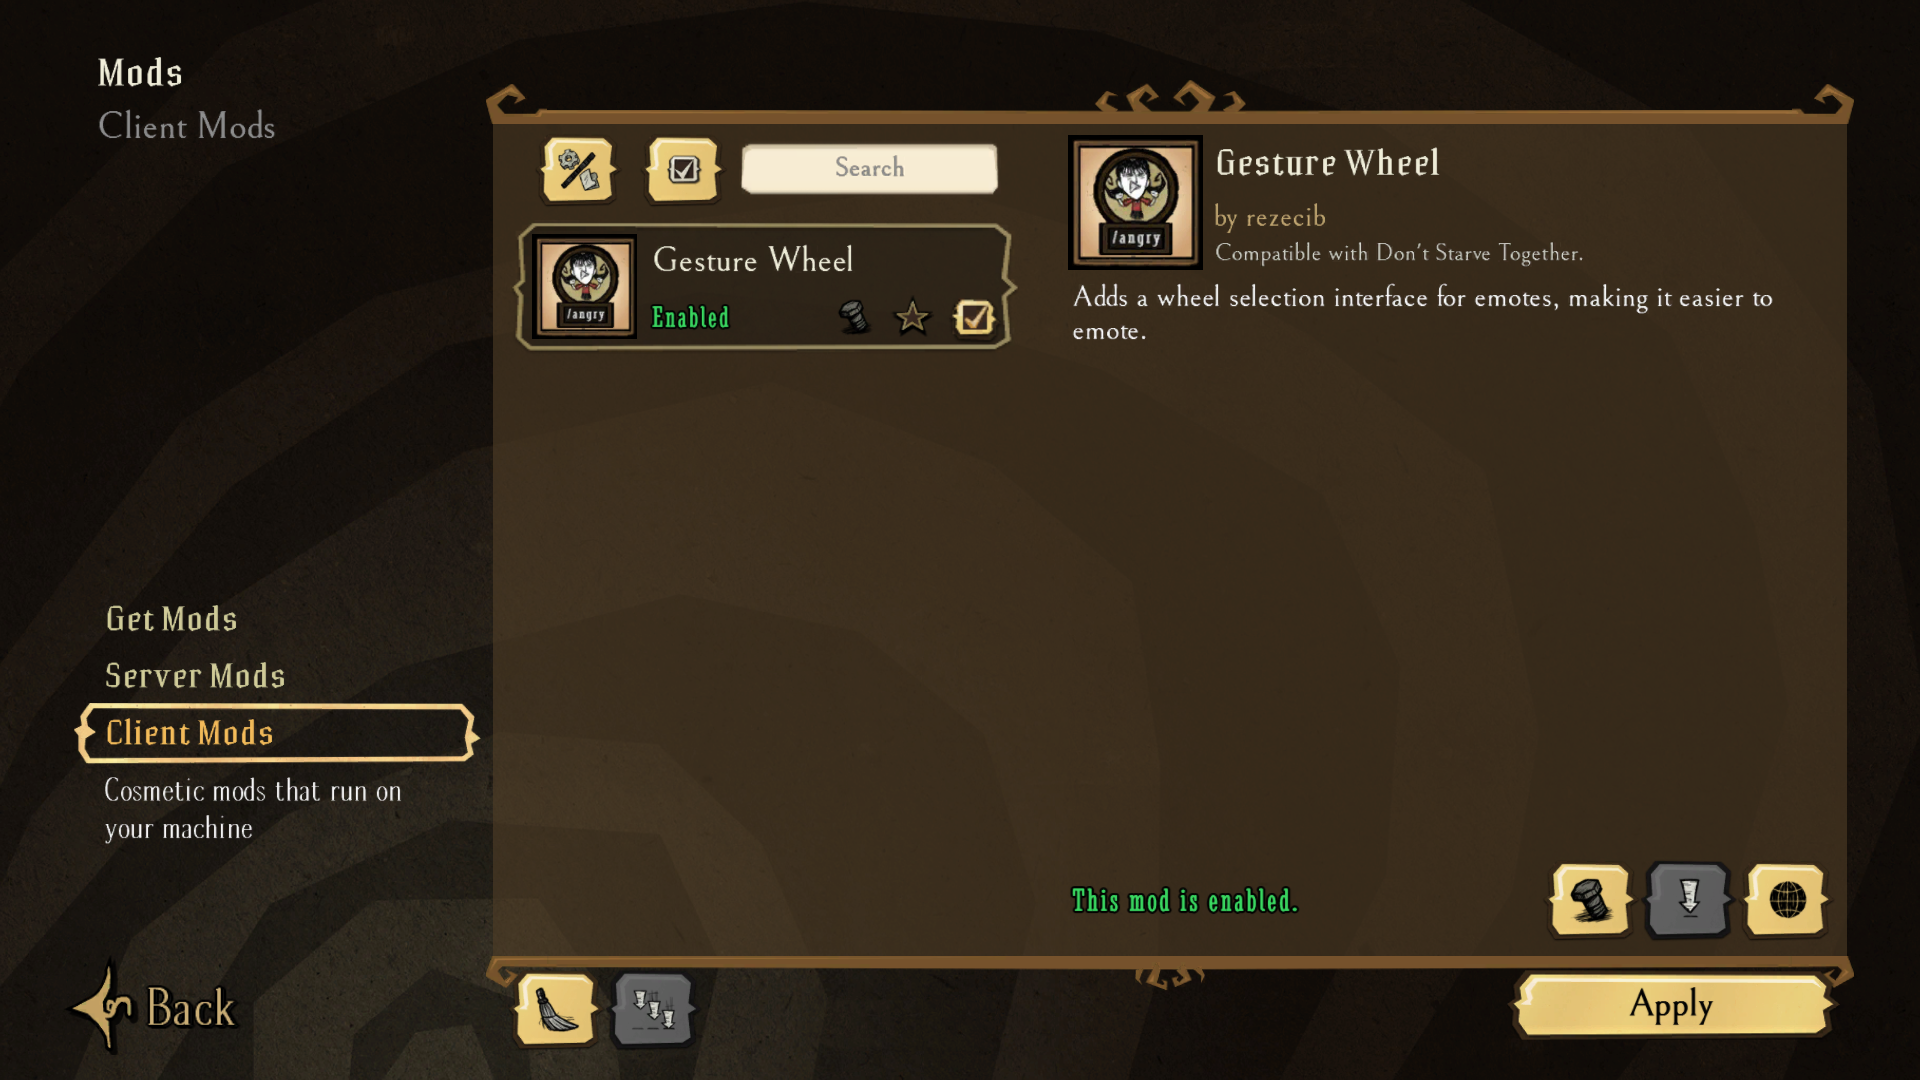 Mods
Client Mods
Search
Gesture Wheel
Enabled
/angry
Gesture Wheel
by rezecib
Compatible with Don't Starve Together.
/angry
Adds a wheel selection interface for emotes, making it easier to
emote.
Get Mods
Server Mods
Client Mods
Cosmetic mods that run on
your machine
This mod is enabled.
Back
Apply